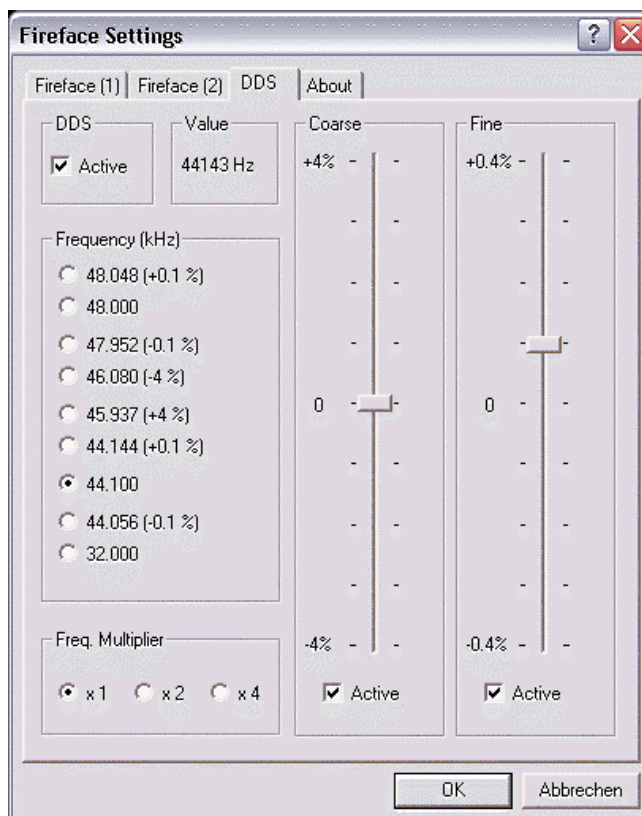 Fireface Settings
?
Fireface (1) Fireface (2) DDS About
DDS
Active
Value
44143 Hz
Frequency (kHz)
48.048 (+0.1 %)
48.000
47.952 (-0.1 %)
46.080 (-4 %)
45.937 (+4 %)
44.144 (+0.1 %)
44.100
44.056 (-0.1 %)
32.000
Freq. Multiplier
x 1 x 2 x 4
Coarse
+4%
0
-4%
Active
Fine
+0.4%
0
-0.4%
Active
OK Abbrechen